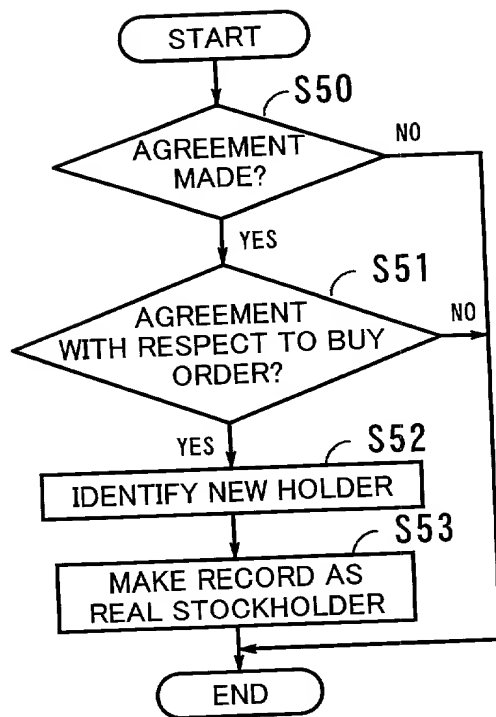 START
S50
AGREEMENT
MADE?
NO
YES
S51
AGREEMENT
WITH RESPECT TO BUY
ORDER?
NO
YES
S52
IDENTIFY NEW HOLDER
S53
MAKE RECORD AS
REAL STOCKHOLDER
END